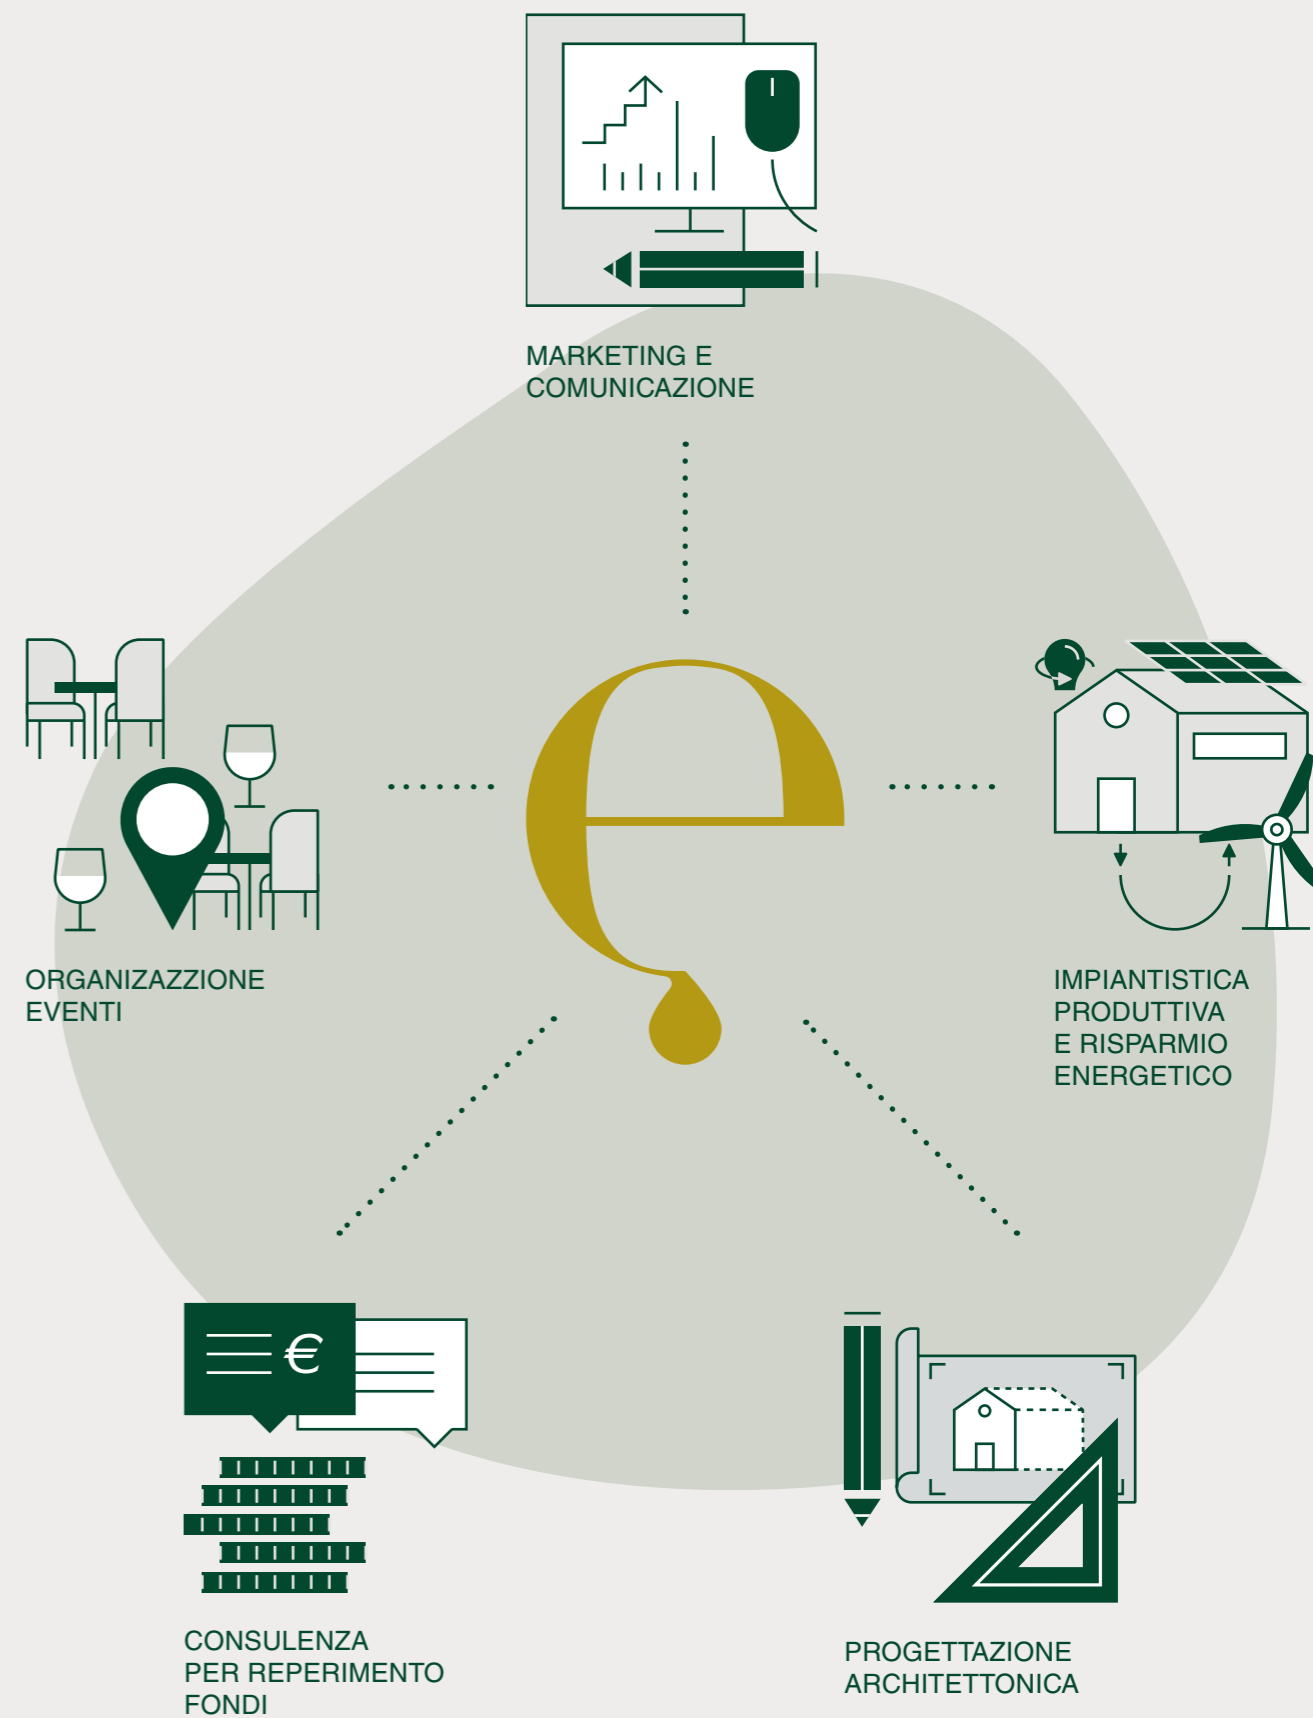 MARKETING E
COMUNICAZIONE
e
ORGANIZAZZIONE
EVENTI
IMPIANTISTICA
PRODUTTIVA
E RISPARMIO
ENERGETICO
€
CONSULENZA
PER REPERIMENTO
FONDI
PROGETTAZIONE
ARCHITETTONICA